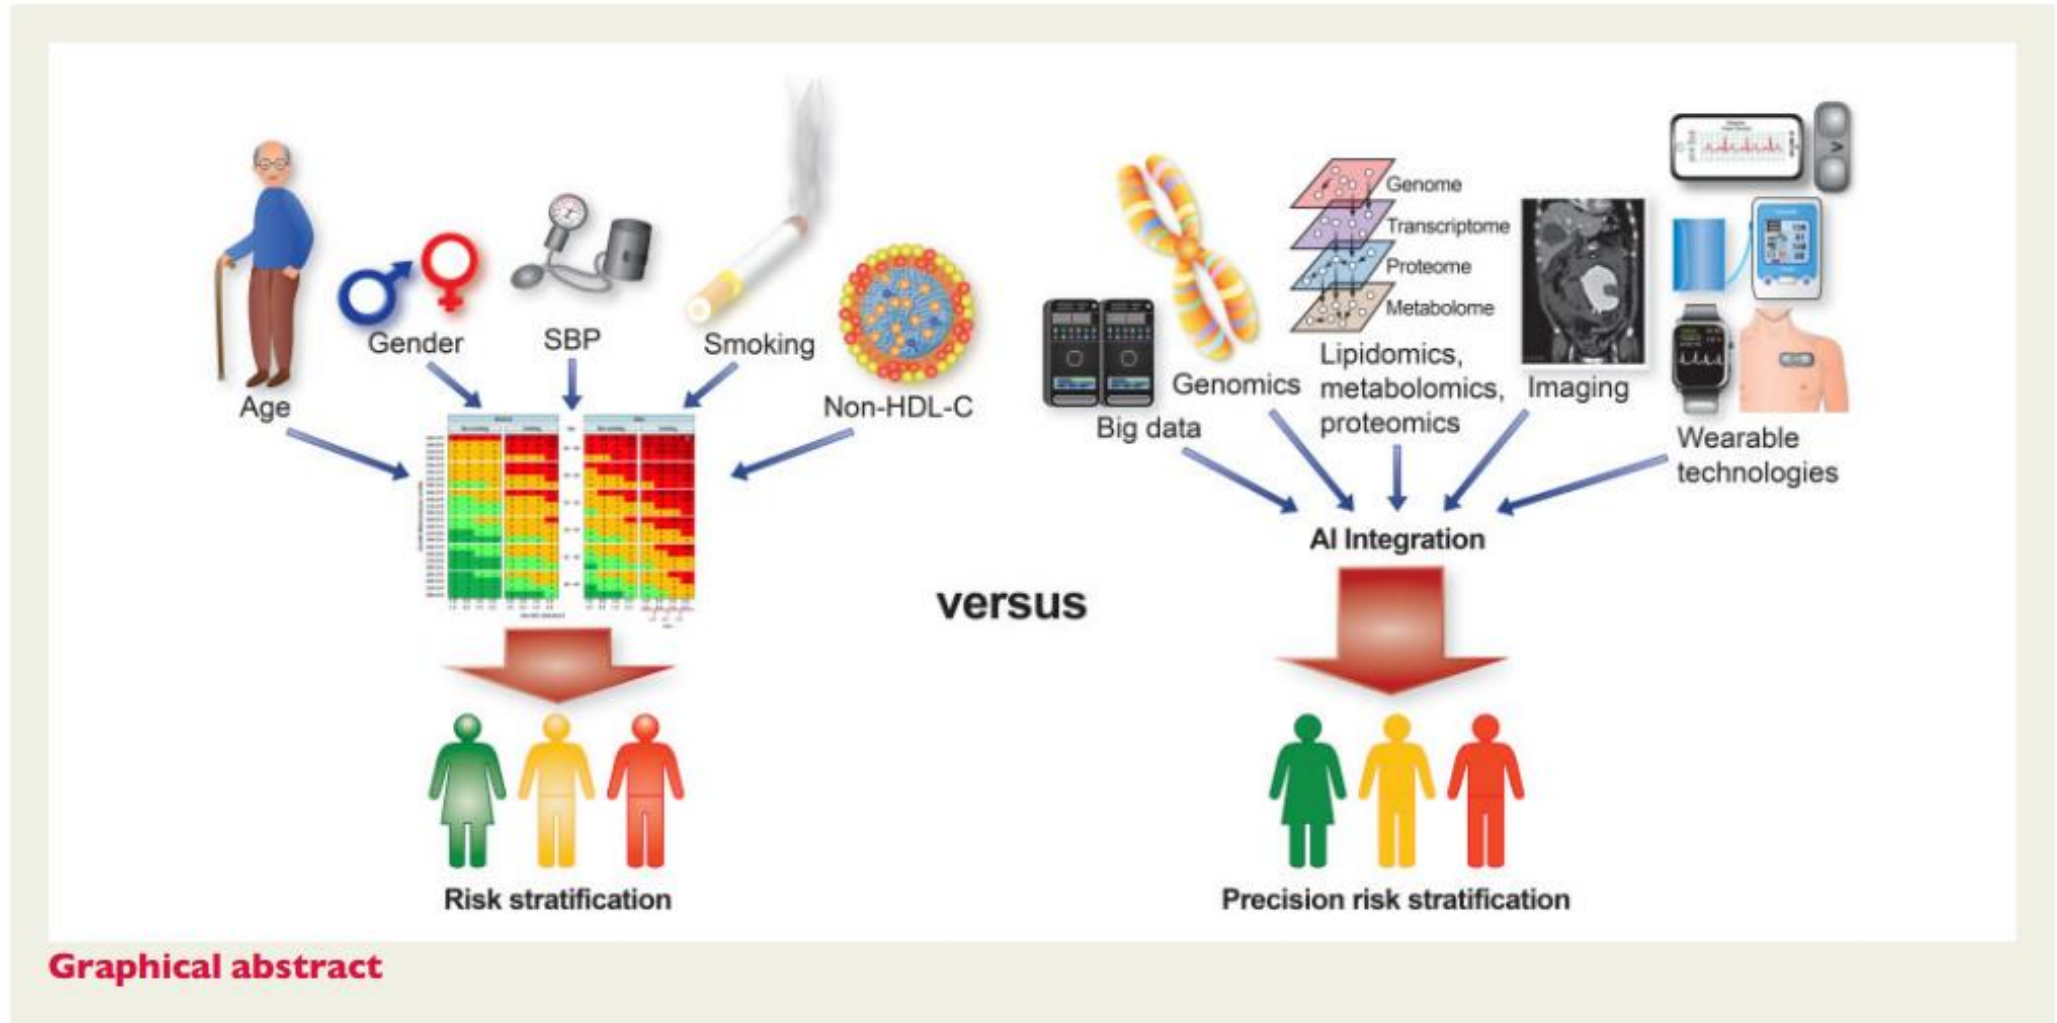 Age
Gender
SBP
Smoking
Non-HDL-C
Risk stratification
versus
Big data
Genomics
Genome
Transcriptome
Proteome
Metabolome
Lipidomics,
metabolomics,
proteomics
Imaging
Wearable
technologies
AI Integration
Precision risk stratification
Graphical abstract